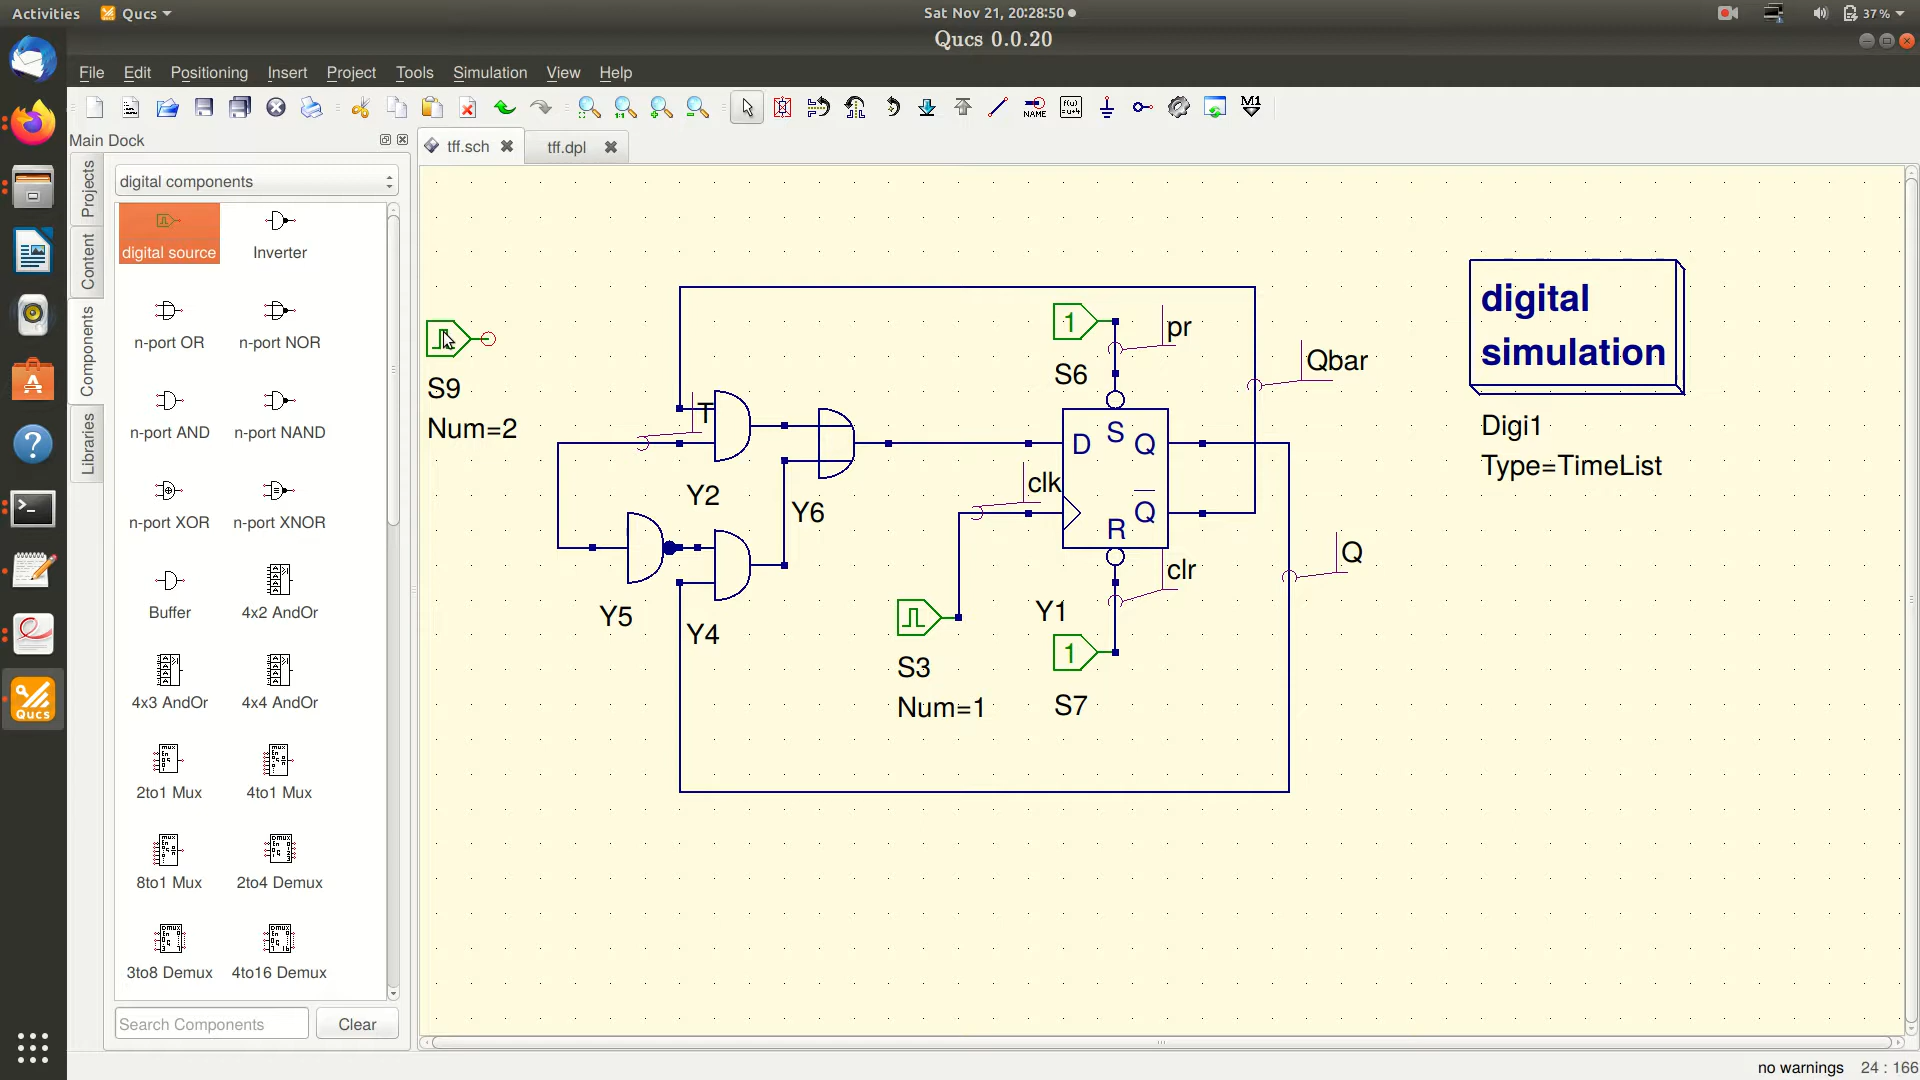 Activities
Qucs
Sat Nov 21, 20:28:50
37%
Qucs 0.0.20
File Edit Positioning Insert Project Tools Simulation View Help
NAME
M1
Main Dock
tff.sch
tff.dpl
Projects
Content
Components
Libraries
digital components
digital source
Inverter
n-port OR
n-port NOR
n-port AND
n-port NAND
n-port XOR
n-port XNOR
Buffer
4x2 AndOr
4x3 AndOr
4x4 AndOr
2to1 Mux
4to1 Mux
8to1 Mux
2to4 Demux
3to8 Demux
4to16 Demux
Search Components
Clear
S9
Num=2
T
Y2
Y5
Y4
Y6
1
pr
S6
D
S
Q
Q
R
clk
clr
S3
Num=1
Y1
1
S7
Qbar
Q
digital
simulation
Digi1
Type=TimeList
Qucs
no warnings
24 : 166